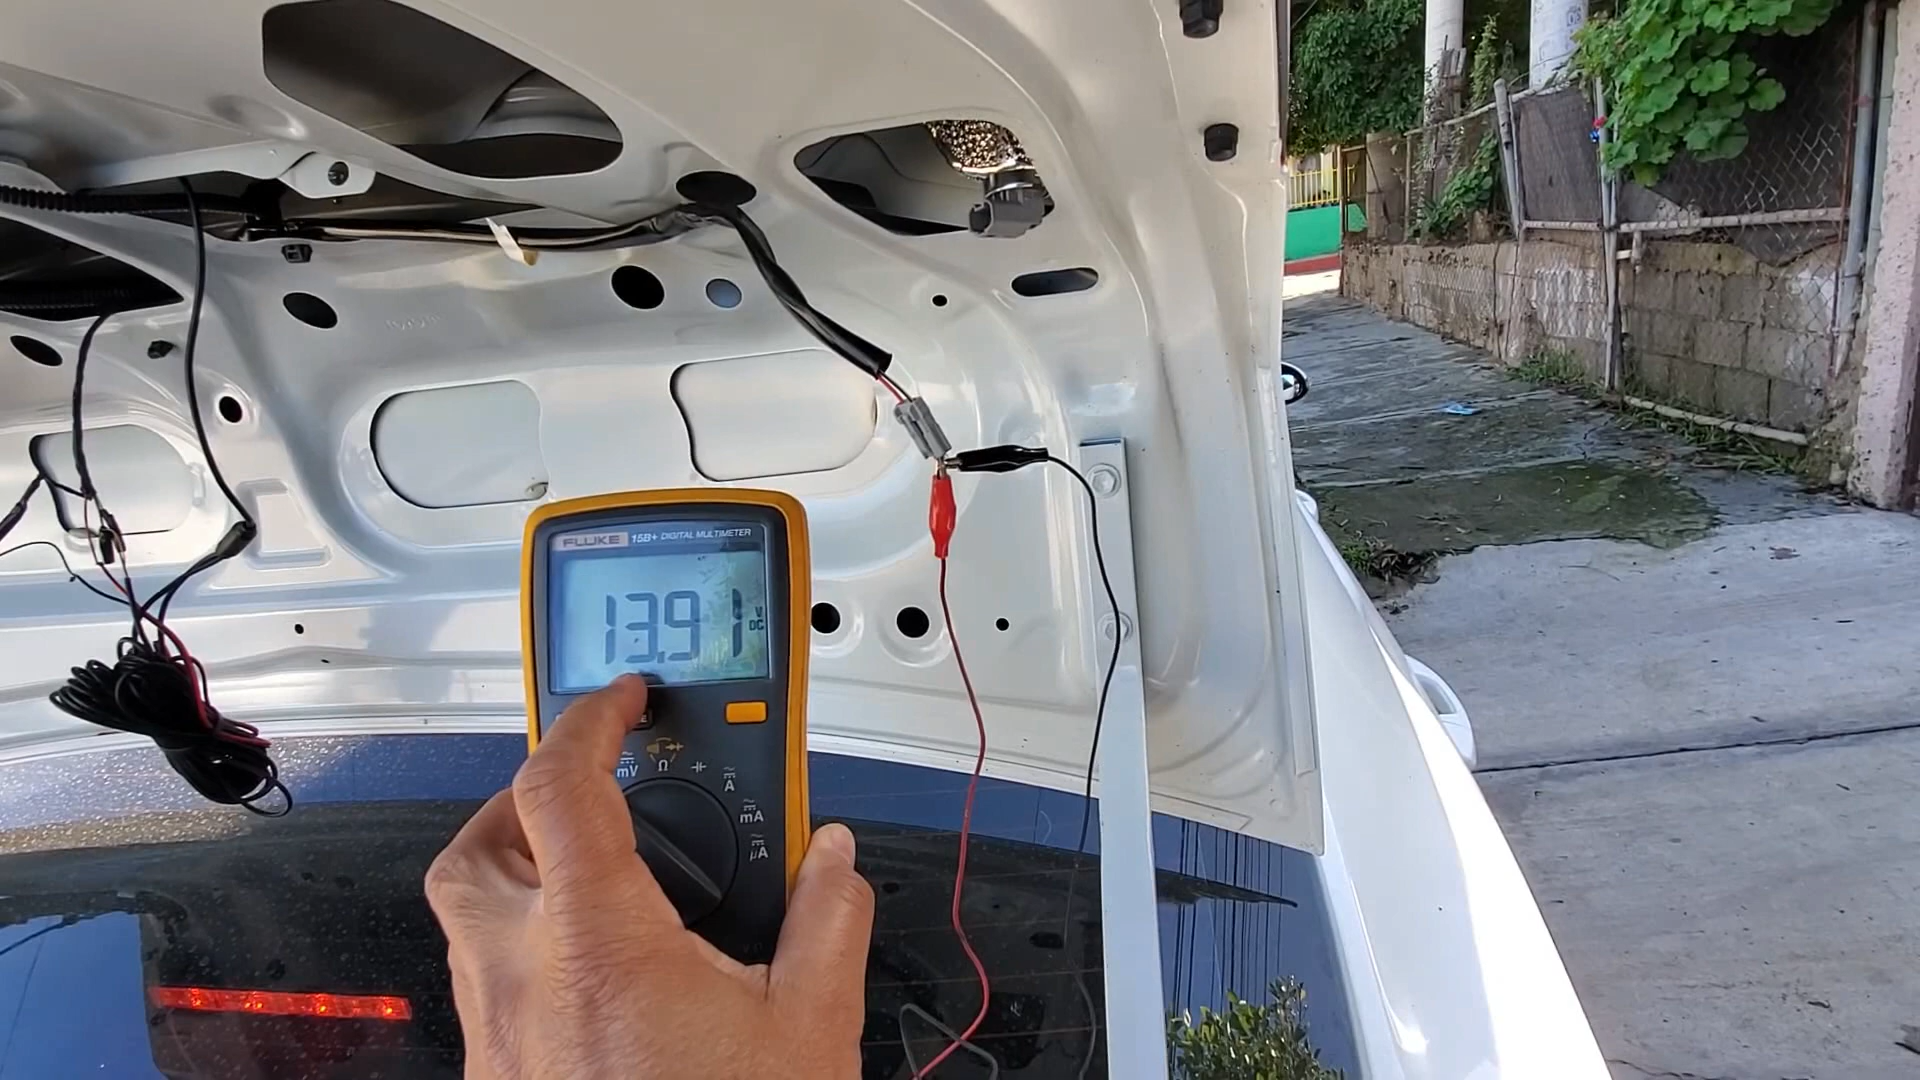 FLUKE 15B+ DIGITAL MULTIMETER
13.91 V DC
mV Ω A
mA
μA